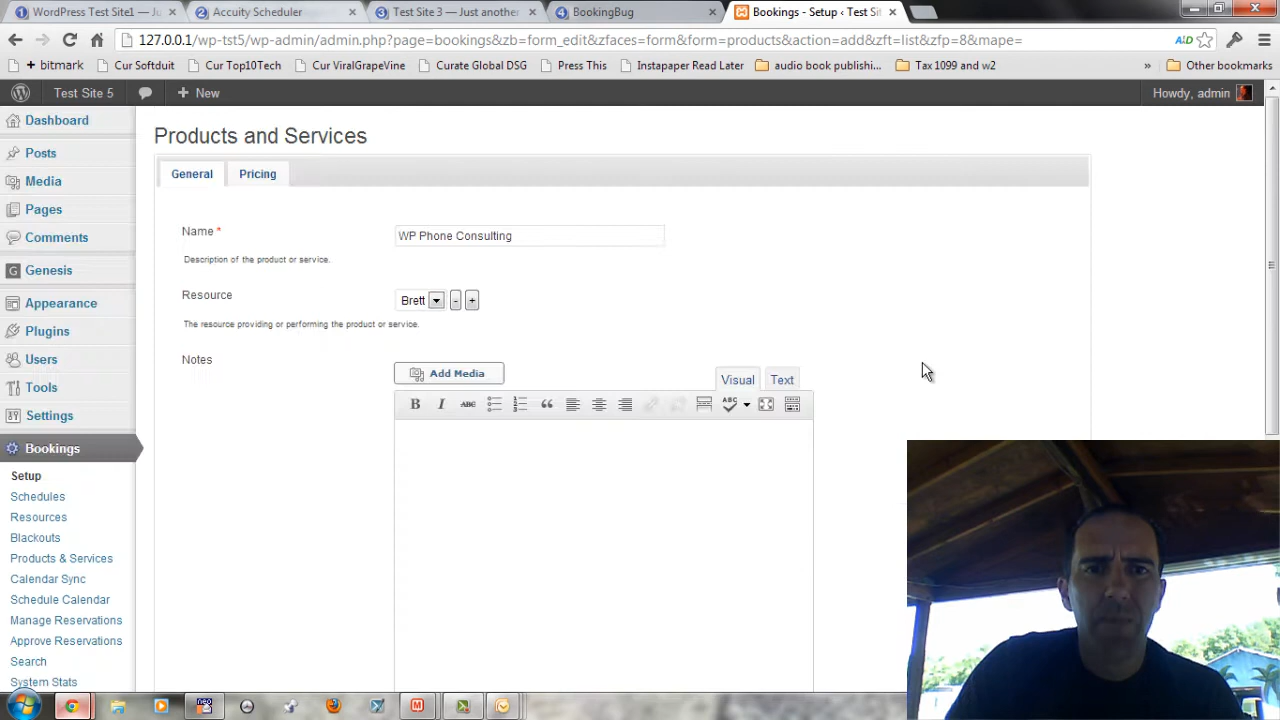 WordPress Test Site1 — Ju
Accuity Scheduler
Test Site 3 — Just another
BookingBug
Bookings - Setup ‹ Test Sit
127.0.0.1/wp-tst5/wp-admin/admin.php?page=bookings&zb=form_edit&zfaces=form&form=products&action=add&zft=list&zfp=8&mape=
+ bitmark
Cur Softduit
Cur Top10Tech
Cur ViralGrapeVine
Curate Global DSG
Press This
Instapaper Read Later
audio book publishi...
Tax 1099 and w2
»
Other bookmarks
Test Site 5
+ New
Howdy, admin
Dashboard
Posts
Media
Pages
Comments
Genesis
Appearance
Plugins
Users
Tools
Settings
Bookings
Setup
Schedules
Resources
Blackouts
Products & Services
Calendar Sync
Schedule Calendar
Manage Reservations
Approve Reservations
Search
System Stats
Products and Services
General
Pricing
Name *
WP Phone Consulting
Description of the product or service.
Resource
Brett
- +
The resource providing or performing the product or service.
Notes
Add Media
Visual
Text
B I ABC
ABC